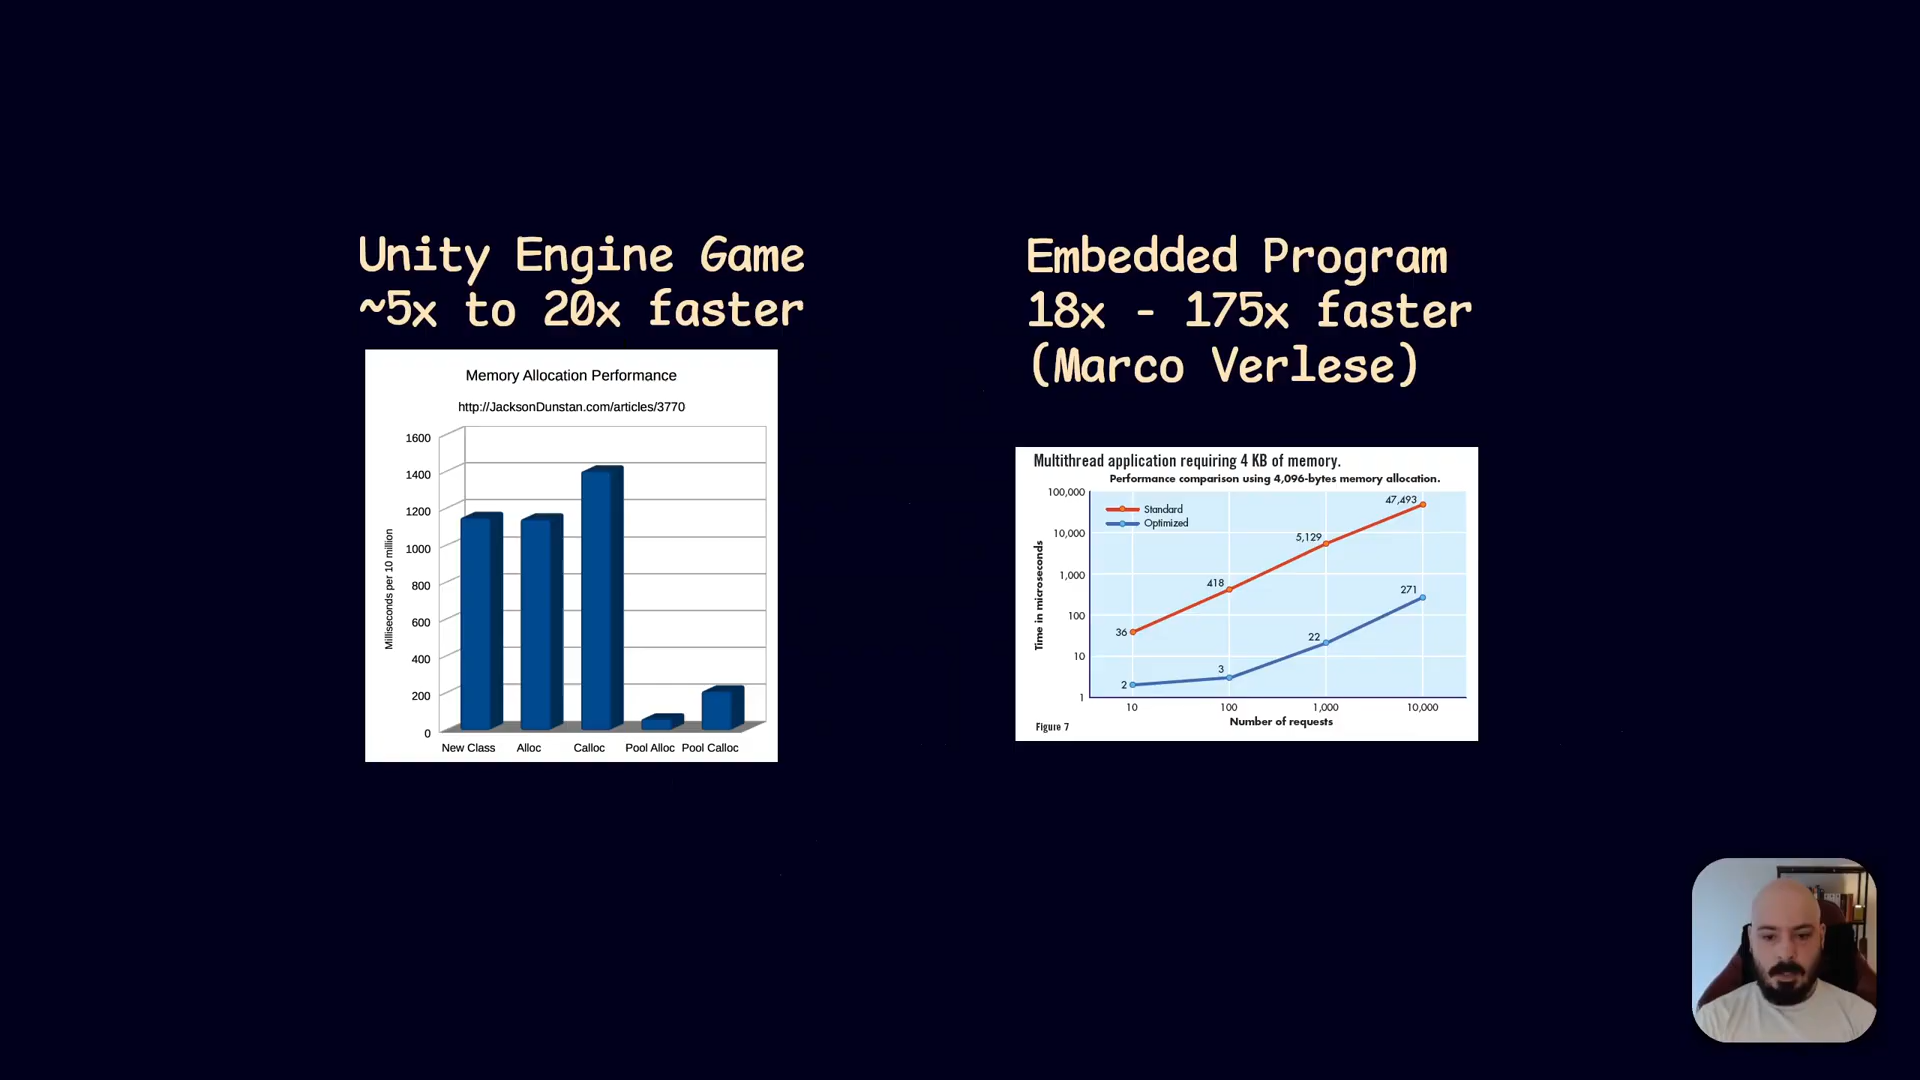 Unity Engine Game
~5x to 20x faster
Memory Allocation Performance
http://JacksonDunstan.com/articles/3770
Milliseconds per 10 million
1600
1400
1200
1000
800
600
400
200
0
New Class Alloc Calloc Pool Alloc Pool Calloc
Embedded Program
18x - 175x faster
(Marco Verlese)
Multithread application requiring 4 KB of memory.
Performance comparison using 4,096-bytes memory allocation.
Time in microseconds
100,000
10,000
1,000
100
10
1
Standard
Optimized
36
418
5,129
47,493
2
3
22
271
10 100 1,000 10,000
Number of requests
Figure 7